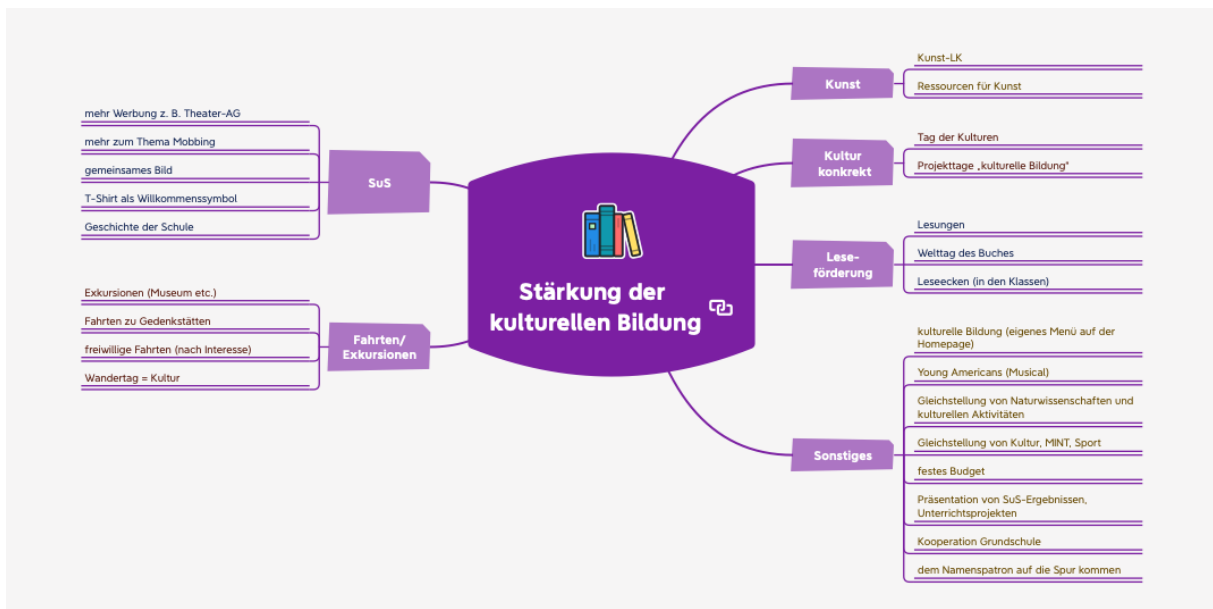 Stärkung der
kulturellen Bildung
Kunst
Kunst-LK
Ressourcen für Kunst
Kultur
konkret
Tag der Kulturen
Projekttage „kulturelle Bildung"
Lese-
förderung
Lesungen
Welttag des Buches
Leseecken (in den Klassen)
Sonstiges
kulturelle Bildung (eigenes Menü auf der
Homepage)
Young Americans (Musical)
Gleichstellung von Naturwissenschaften und
kulturellen Aktivitäten
Gleichstellung von Kultur, MINT, Sport
festes Budget
Präsentation von SuS-Ergebnissen,
Unterrichtsprojekten
Kooperation Grundschule
dem Namenspatron auf die Spur kommen
SuS
mehr Werbung z. B. Theater-AG
mehr zum Thema Mobbing
gemeinsames Bild
T-Shirt als Willkommenssymbol
Geschichte der Schule
Fahrten/
Exkursionen
Exkursionen (Museum etc.)
Fahrten zu Gedenkstätten
freiwillige Fahrten (nach Interesse)
Wandertag = Kultur